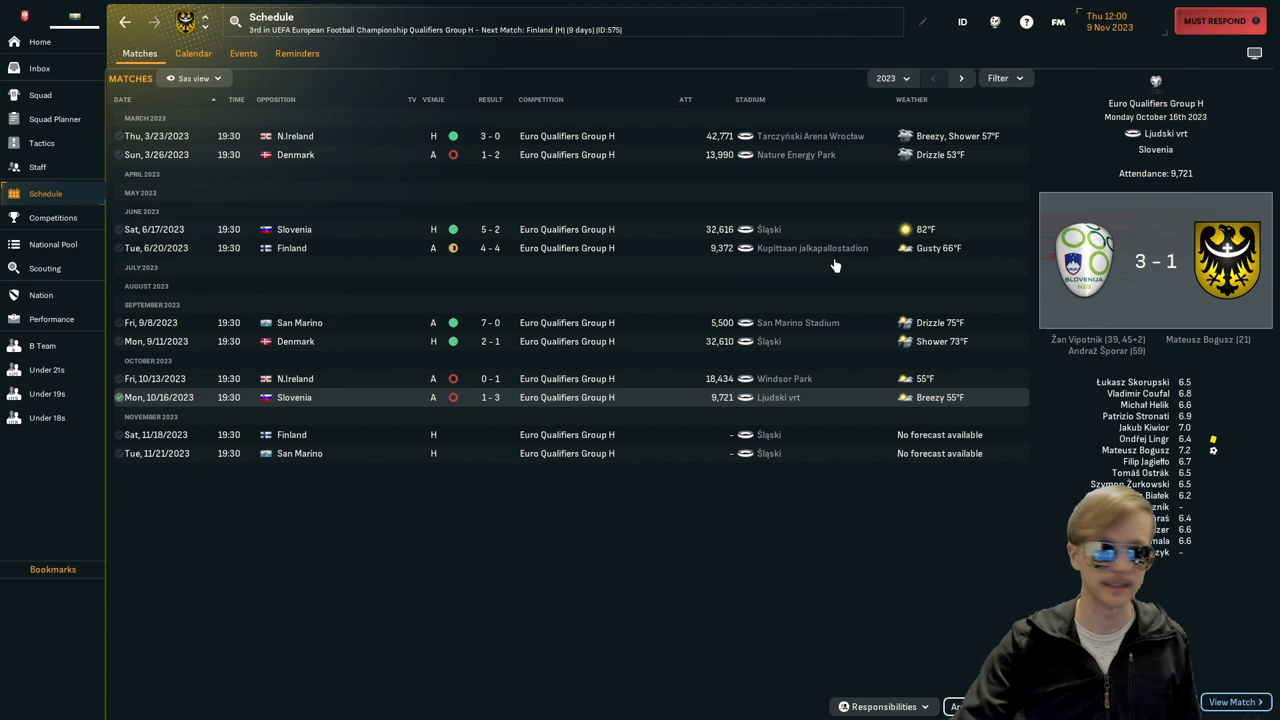 Schedule
3rd in UEFA European Football Championship Qualifiers Group H - Next Match: Finland (H) (9 days) (ID:575)
ID
FM
Thu 12:00
9 Nov 2023
MUST RESPOND
Home
Inbox
Squad
Squad Planner
Tactics
Staff
Schedule
Competitions
National Pool
Scouting
Nation
Performance
B Team
Under 21s
Under 19s
Under 18s
Bookmarks
Matches Calendar Events Reminders
MATCHES Sas view 2023 Filter
DATE TIME OPPOSITION TV VENUE RESULT COMPETITION ATT STADIUM WEATHER
MARCH 2023
Thu, 3/23/2023 19:30 N.Ireland H 3 - 0 Euro Qualifiers Group H 42,771 Tarczyński Arena Wrocław Breezy, Shower 57°F
Sun, 3/26/2023 19:30 Denmark A 1 - 2 Euro Qualifiers Group H 13,990 Nature Energy Park Drizzle 53°F
APRIL 2023
MAY 2023
JUNE 2023
Sat, 6/17/2023 19:30 Slovenia H 5 - 2 Euro Qualifiers Group H 32,616 Śląski 82°F
Tue, 6/20/2023 19:30 Finland A 4 - 4 Euro Qualifiers Group H 9,372 Kupittaan jalkapallostadion Gusty 66°F
JULY 2023
AUGUST 2023
SEPTEMBER 2023
Fri, 9/8/2023 19:30 San Marino A 7 - 0 Euro Qualifiers Group H 5,500 San Marino Stadium Drizzle 75°F
Mon, 9/11/2023 19:30 Denmark H 2 - 1 Euro Qualifiers Group H 32,610 Śląski Shower 73°F
OCTOBER 2023
Fri, 10/13/2023 19:30 N.Ireland A 0 - 1 Euro Qualifiers Group H 18,434 Windsor Park 55°F
Mon, 10/16/2023 19:30 Slovenia A 1 - 3 Euro Qualifiers Group H 9,721 Ljudski vrt Breezy 55°F
NOVEMBER 2023
Sat, 11/18/2023 19:30 Finland H Euro Qualifiers Group H - Śląski No forecast available
Tue, 11/21/2023 19:30 San Marino H Euro Qualifiers Group H - Śląski No forecast available
Euro Qualifiers Group H
Monday October 16th 2023
Ljudski vrt
Slovenia
Attendance: 9,721
SLOVENIJA
NZS
3 - 1
Žan Vipotnik (39, 45+2) Mateusz Bogusz (21)
Andraž Šporar (59)
Łukasz Skorupski 6.5
Vladimír Coufal 6.8
Michał Helik 6.6
Patrizio Stronati 6.9
Jakub Kiwior 7.0
Ondřej Lingr 6.4
Mateusz Bogusz 7.2
Filip Jagiełło 6.7
Tomáš Ostrák 6.5
Szymon Żurkowski 6.5
Białek 6.2
-
6.4
6.6
6.6
-
Responsibilities
View Match